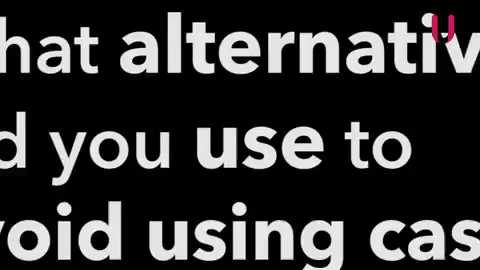 hat alternativ
d you use to
void using cas
U